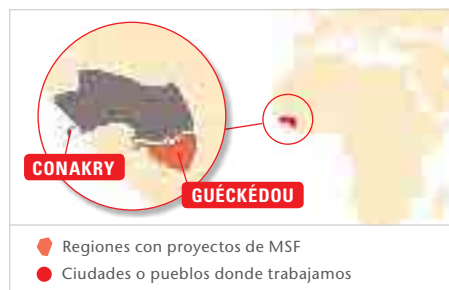 CONAKRY
GUÉCKÉDOU
Regiones con proyectos de MSF
Ciudades o pueblos donde trabajamos